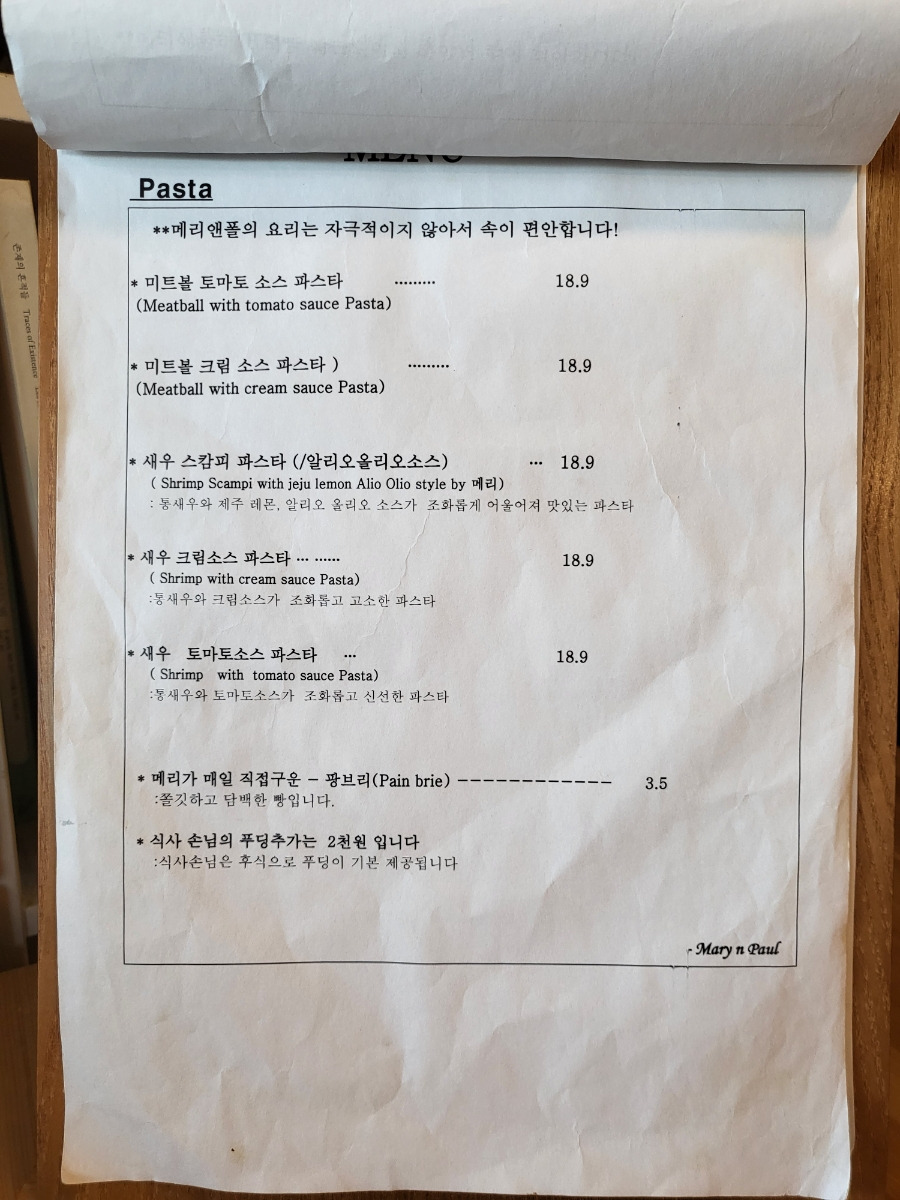 MENU
Pasta
**메리앤폴의 요리는 자극적이지 않아서 속이 편안합니다!
* 미트볼 토마토 소스 파스타 ········· 18.9
(Meatball with tomato sauce Pasta)
* 미트볼 크림 소스 파스타 ) ········· 18.9
(Meatball with cream sauce Pasta)
* 새우 스캄피 파스타 (/알리오올리오소스) ··· 18.9
( Shrimp Scampi with jeju lemon Alio Olio style by 메리)
: 통새우와 제주 레몬, 알리오 올리오 소스가 조화롭게 어울어져 맛있는 파스타
* 새우 크림소스 파스타 ··· ······ 18.9
( Shrimp with cream sauce Pasta)
:통새우와 크림소스가 조화롭고 고소한 파스타
* 새우 토마토소스 파스타 ··· 18.9
( Shrimp with tomato sauce Pasta)
:통새우와 토마토소스가 조화롭고 신선한 파스타
* 메리가 매일 직접구운 - 팡브리(Pain brie) ------------ 3.5
:쫄깃하고 담백한 빵입니다.
* 식사 손님의 푸딩추가는 2천원 입니다
:식사손님은 후식으로 푸딩이 기본 제공됩니다
- Mary n Paul
존재의 흔적들 Traces of Existence